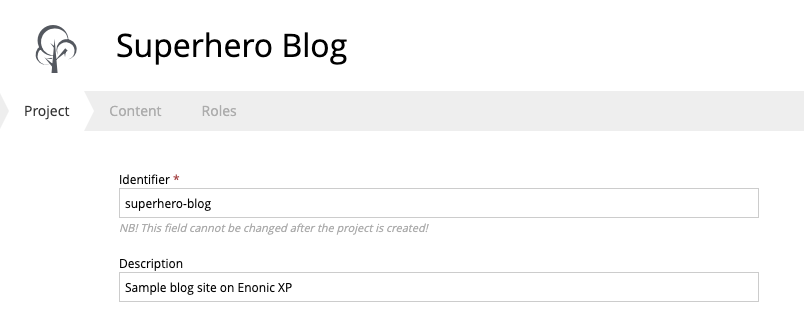 Superhero Blog
Project Content Roles
Identifier *
superhero-blog
NB! This field cannot be changed after the project is created!
Description
Sample blog site on Enonic XP